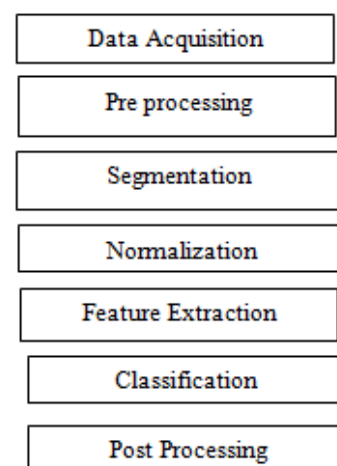 Data Acquisition
Pre processing
Segmentation
Normalization
Feature Extraction
Classification
Post Processing